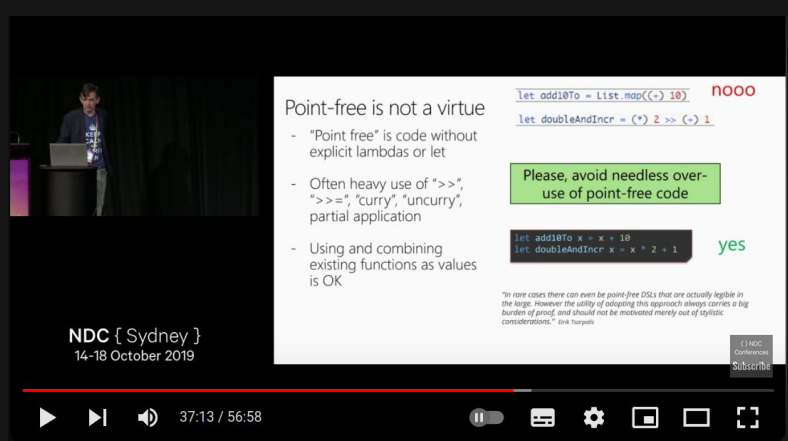 Point-free is not a virtue
- "Point free" is code without
explicit lambdas or let
- Often heavy use of ">>",
">>=", "curry", "uncurry",
partial application
- Using and combining
existing functions as values
is OK
let add10To = List.map((+) 10)
nooo
let doubleAndIncr = (*) 2 >> (+) 1
Please, avoid needless over-
use of point-free code
let add10To x = x + 10
let doubleAndIncr x = x * 2 + 1
yes
"In rare cases there can even be point-free DSLs that are actually legible in
the large. However the utility of adopting this approach always carries a big
burden of proof, and should not be motivated merely out of stylistic
considerations." Eirik Tsarpalis
NDC { Sydney }
14-18 October 2019
{ } NDC
Conferences
Subscribe
37:13 / 56:58